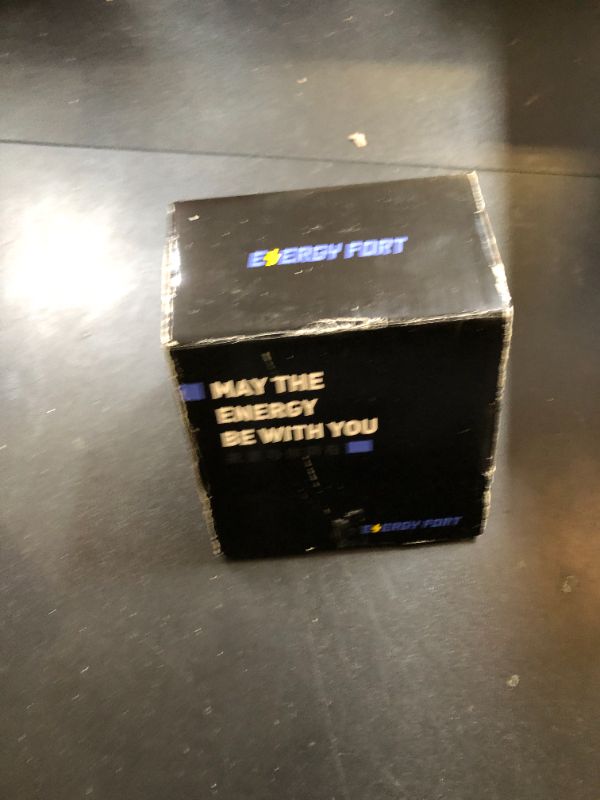 ENERGY FORT
MAY THE
ENERGY
BE WITH YOU
ENERGY FORT